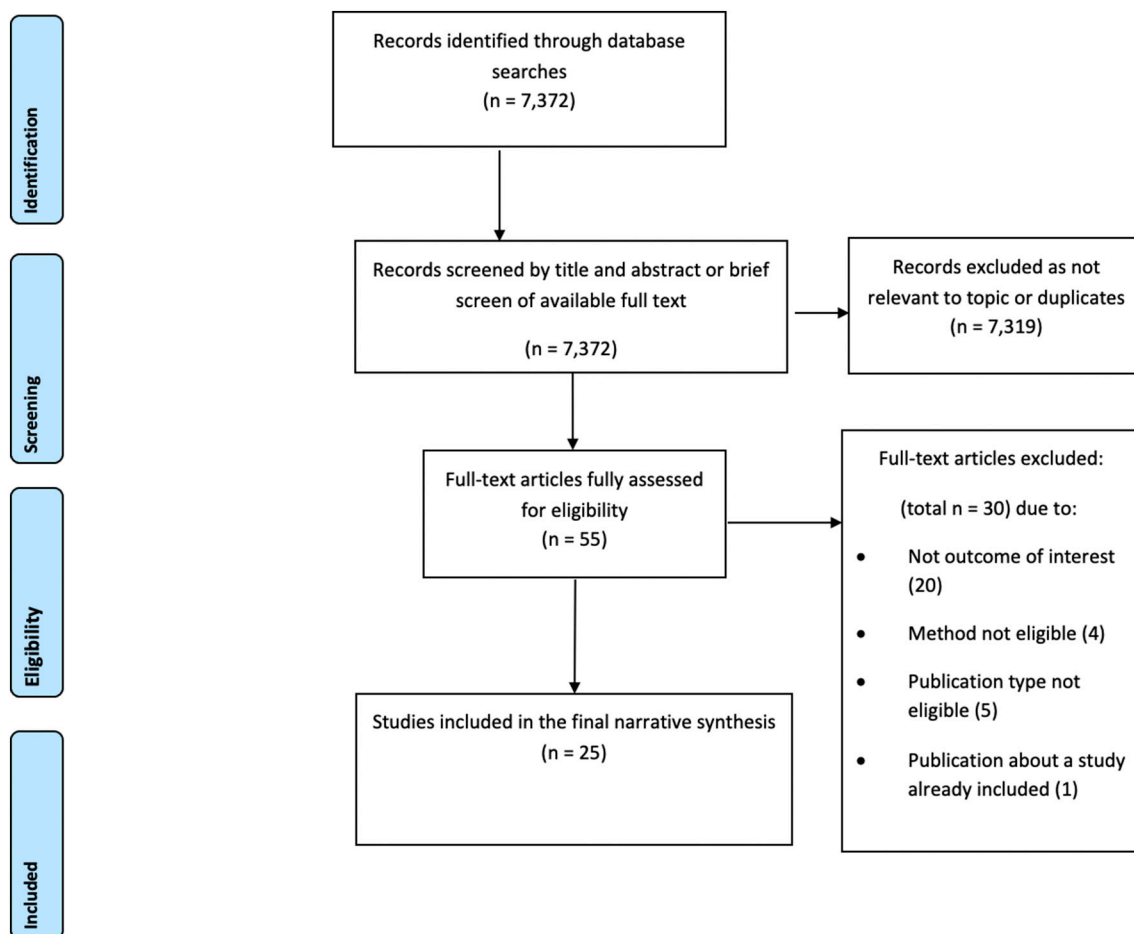 Identification
Records identified through database
searches
(n = 7,372)
Screening
Records screened by title and abstract or brief
screen of available full text
(n = 7,372)
Records excluded as not
relevant to topic or duplicates
(n = 7,319)
Eligibility
Full-text articles fully assessed
for eligibility
(n = 55)
Full-text articles excluded:
(total n = 30) due to:
• Not outcome of interest
(20)
• Method not eligible (4)
• Publication type not
eligible (5)
• Publication about a study
already included (1)
Included
Studies included in the final narrative synthesis
(n = 25)